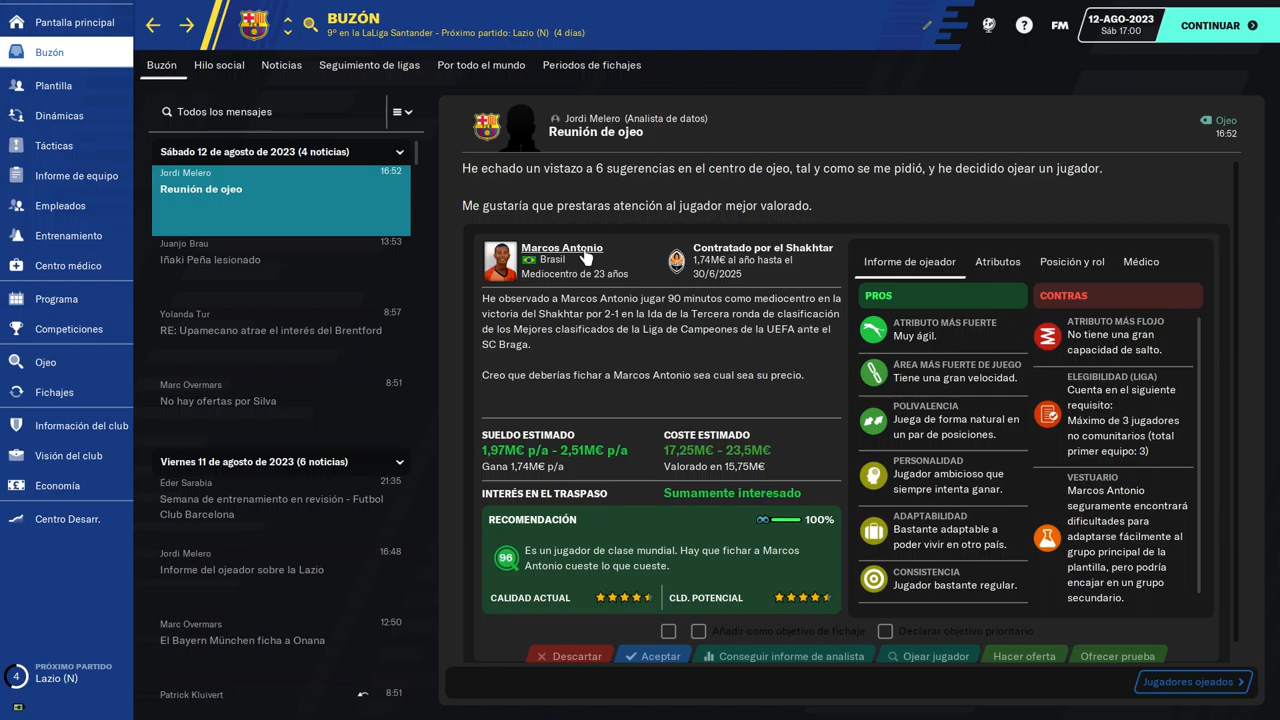 Pantalla principal
Buzón
Plantilla
Dinámicas
Tácticas
Informe de equipo
Empleados
Entrenamiento
Centro médico
Programa
Competiciones
Ojeo
Fichajes
Información del club
Visión del club
Economía
Centro Desarr.
4
PRÓXIMO PARTIDO
Lazio (N)
BUZÓN
9º en la LaLiga Santander - Próximo partido: Lazio (N) (4 días)
?
FM
12-AGO-2023
Sáb 17:00
CONTINUAR
Buzón
Hilo social
Noticias
Seguimiento de ligas
Por todo el mundo
Periodos de fichajes
Todos los mensajes
Sábado 12 de agosto de 2023 (4 noticias)
Jordi Melero 16:52
Reunión de ojeo
Juanjo Brau 13:53
Iñaki Peña lesionado
Yolanda Tur 8:57
RE: Upamecano atrae el interés del Brentford
Marc Overmars 8:51
No hay ofertas por Silva
Viernes 11 de agosto de 2023 (6 noticias)
Éder Sarabia 21:35
Semana de entrenamiento en revisión - Futbol
Club Barcelona
Jordi Melero 16:48
Informe del ojeador sobre la Lazio
Marc Overmars 12:50
El Bayern München ficha a Onana
Patrick Kluivert 8:51
Jordi Melero (Analista de datos)
Reunión de ojeo
Ojeo
16:52
He echado un vistazo a 6 sugerencias en el centro de ojeo, tal y como se me pidió, y he decidido ojear un jugador.
Me gustaría que prestaras atención al jugador mejor valorado.
Marcos Antonio
Brasil
Mediocentro de 23 años
Contratado por el Shakhtar
1,74M€ al año hasta el
30/6/2025
He observado a Marcos Antonio jugar 90 minutos como mediocentro en la
victoria del Shakhtar por 2-1 en la Ida de la Tercera ronda de clasificación
de los Mejores clasificados de la Liga de Campeones de la UEFA ante el
SC Braga.
Creo que deberías fichar a Marcos Antonio sea cual sea su precio.
SUELDO ESTIMADO
1,97M€ p/a - 2,51M€ p/a
Gana 1,74M€ p/a
COSTE ESTIMADO
17,25M€ - 23,5M€
Valorado en 15,75M€
INTERÉS EN EL TRASPASO
Sumamente interesado
RECOMENDACIÓN
100%
96
Es un jugador de clase mundial. Hay que fichar a Marcos
Antonio cueste lo que cueste.
CALIDAD ACTUAL
CLD. POTENCIAL
Informe de ojeador
Atributos
Posición y rol
Médico
PROS
ATRIBUTO MÁS FUERTE
Muy ágil.
ÁREA MÁS FUERTE DE JUEGO
Tiene una gran velocidad.
POLIVALENCIA
Juega de forma natural en
un par de posiciones.
PERSONALIDAD
Jugador ambicioso que
siempre intenta ganar.
ADAPTABILIDAD
Bastante adaptable a
poder vivir en otro país.
CONSISTENCIA
Jugador bastante regular.
CONTRAS
ATRIBUTO MÁS FLOJO
No tiene una gran
capacidad de salto.
ELEGIBILIDAD (LIGA)
Cuenta en el siguiente
requisito:
Máximo de 3 jugadores
no comunitarios (total
primer equipo: 3)
VESTUARIO
Marcos Antonio
seguramente encontrará
dificultades para
adaptarse fácilmente al
grupo principal de la
plantilla, pero podría
encajar en un grupo
secundario.
Añadir como objetivo de fichaje
Declarar objetivo prioritario
Descartar
Aceptar
Conseguir informe de analista
Ojear jugador
Hacer oferta
Ofrecer prueba
Jugadores ojeados